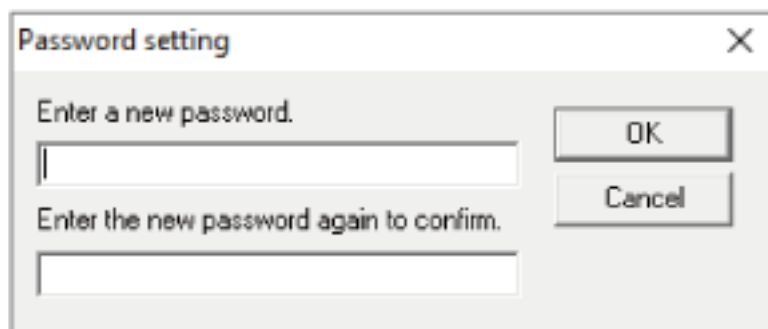 Password setting
Enter a new password.
OK
Cancel
Enter the new password again to confirm.